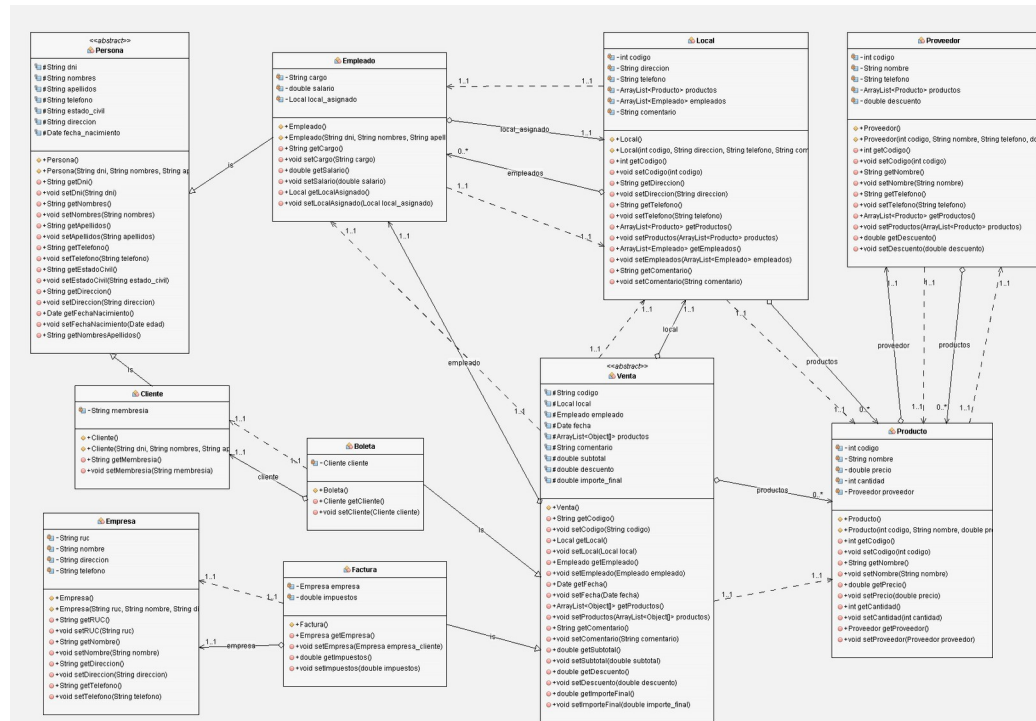 <<abstract>>
Persona
#String dni
#String nombres
#String apellidos
#String telefono
#String estado_civil
#String direccion
#Date fecha_nacimiento
+Persona()
+Persona(String dni, String nombres, String ap
+String getDni()
+void setDni(String dni)
+String getNombres()
+void setNombres(String nombres)
+String getApellidos()
+void setApellidos(String apellidos)
+String getTelefono()
+void setTelefono(String telefono)
+String getEstadoCivil()
+void setEstadoCivil(String estado_civil)
+String getDireccion()
+void setDireccion(String direccion)
+Date getFechaNacimiento()
+void setFechaNacimiento(Date edad)
+String getNombresApellidos()
is
is
Empleado
-String cargo
-double salario
-Local local_asignado
+Empleado()
+Empleado(String dni, String nombres, String apell
+String getCargo()
+void setCargo(String cargo)
+double getSalario()
+void setSalario(double salario)
+Local getLocalAsignado()
+void setLocalAsignado(Local local_asignado)
1..1
1..1
local_asignado
1..1
0..*
empleados
1..1
1..1
1..1
1..1
Local
-int codigo
-String direccion
-String telefono
-ArrayList<Producto> productos
-ArrayList<Empleado> empleados
-String comentario
+Local()
+Local(int codigo, String direccion, String telefono, String com
+int getCodigo()
+void setCodigo(int codigo)
+String getDireccion()
+void setDireccion(String direccion)
+String getTelefono()
+void setTelefono(String telefono)
+ArrayList<Producto> getProductos()
+void setProductos(ArrayList<Producto> productos)
+ArrayList<Empleado> getEmpleados()
+void setEmpleados(ArrayList<Empleado> empleados)
+String getComentario()
+void setComentario(String comentario)
Proveedor
-int codigo
-String nombre
-String telefono
-ArrayList<Producto> productos
-double descuento
+Proveedor()
+Proveedor(int codigo, String nombre, String telefono, do
+int getCodigo()
+void setCodigo(int codigo)
+String getNombre()
+void setNombre(String nombre)
+String getTelefono()
+void setTelefono(String telefono)
+ArrayList<Producto> getProductos()
+void setProductos(ArrayList<Producto> productos)
+double getDescuento()
+void setDescuento(double descuento)
1..1
1..1
1..1
1..1
proveedor
productos
1..1
0..*
1..1
1..1
1..1
local
1..1
1..1
productos
1..1
0..*
empleado
1..1
Cliente
-String membresia
+Cliente()
+Cliente(String dni, String nombres, String ap
+String getMembresia()
+void setMembresia(String membresia)
1..1
1..1
1..1
cliente
Boleta
-Cliente cliente
+Boleta()
+Cliente getCliente()
+void setCliente(Cliente cliente)
is
<<abstract>>
Venta
#String codigo
#Local local
#Empleado empleado
#Date fecha
#ArrayList<Object[]> productos
#String comentario
#double subtotal
#double descuento
#double importe_final
+Venta()
+String getCodigo()
+void setCodigo(String codigo)
+Local getLocal()
+void setLocal(Local local)
+Empleado getEmpleado()
+void setEmpleado(Empleado empleado)
+Date getFecha()
+void setFecha(Date fecha)
+ArrayList<Object[]> getProductos()
+void setProductos(ArrayList<Object[]> productos)
+String getComentario()
+void setComentario(String comentario)
+double getSubtotal()
+void setSubtotal(double subtotal)
+double getDescuento()
+void setDescuento(double descuento)
+double getImporteFinal()
+void setImporteFinal(double importe_final)
productos
0..*
1..1
1..1
Producto
-int codigo
-String nombre
-double precio
-int cantidad
-Proveedor proveedor
+Producto()
+Producto(int codigo, String nombre, double pre
+int getCodigo()
+void setCodigo(int codigo)
+String getNombre()
+void setNombre(String nombre)
+double getPrecio()
+void setPrecio(double precio)
+int getCantidad()
+void setCantidad(int cantidad)
+Proveedor getProveedor()
+void setProveedor(Proveedor proveedor)
Empresa
-String ruc
-String nombre
-String direccion
-String telefono
+Empresa()
+Empresa(String ruc, String nombre, String di
+String getRUC()
+void setRUC(String ruc)
+String getNombre()
+void setNombre(String nombre)
+String getDireccion()
+void setDireccion(String direccion)
+String getTelefono()
+void setTelefono(String telefono)
1..1
1..1
1..1
empresa
Factura
-Empresa empresa
-double impuestos
+Factura()
+Empresa getEmpresa()
+void setEmpresa(Empresa empresa_cliente)
+double getImpuestos()
+void setImpuestos(double impuestos)
is